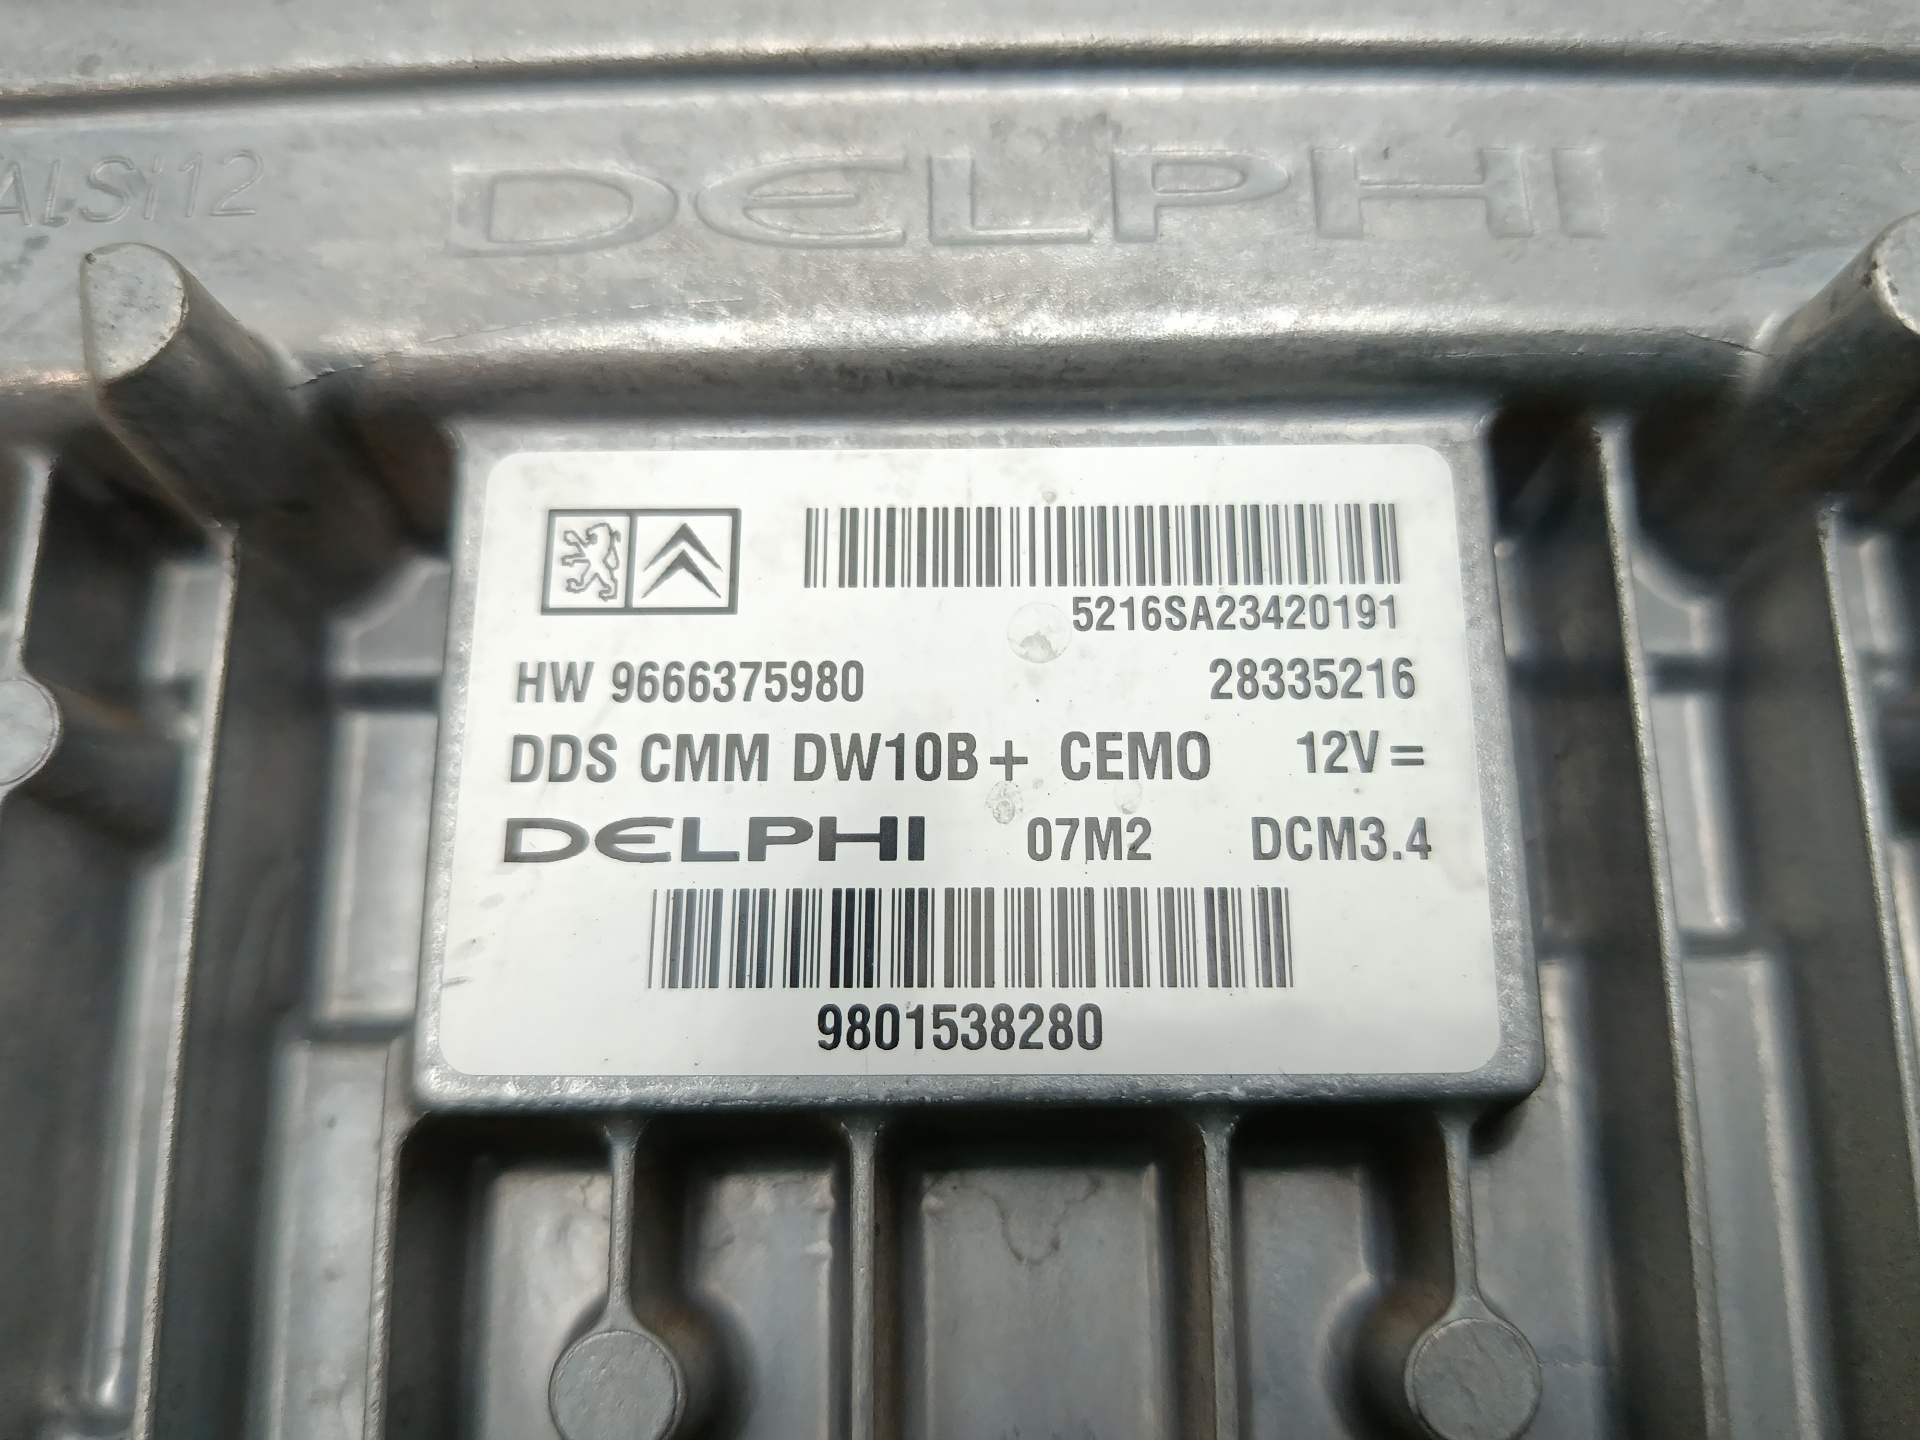 ALSi12
DELPHI
5216SA23420191
HW 9666375980 28335216
DDS CMM DW10B+ CEMO 12V=
DELPHI 07M2 DCM3.4
9801538280